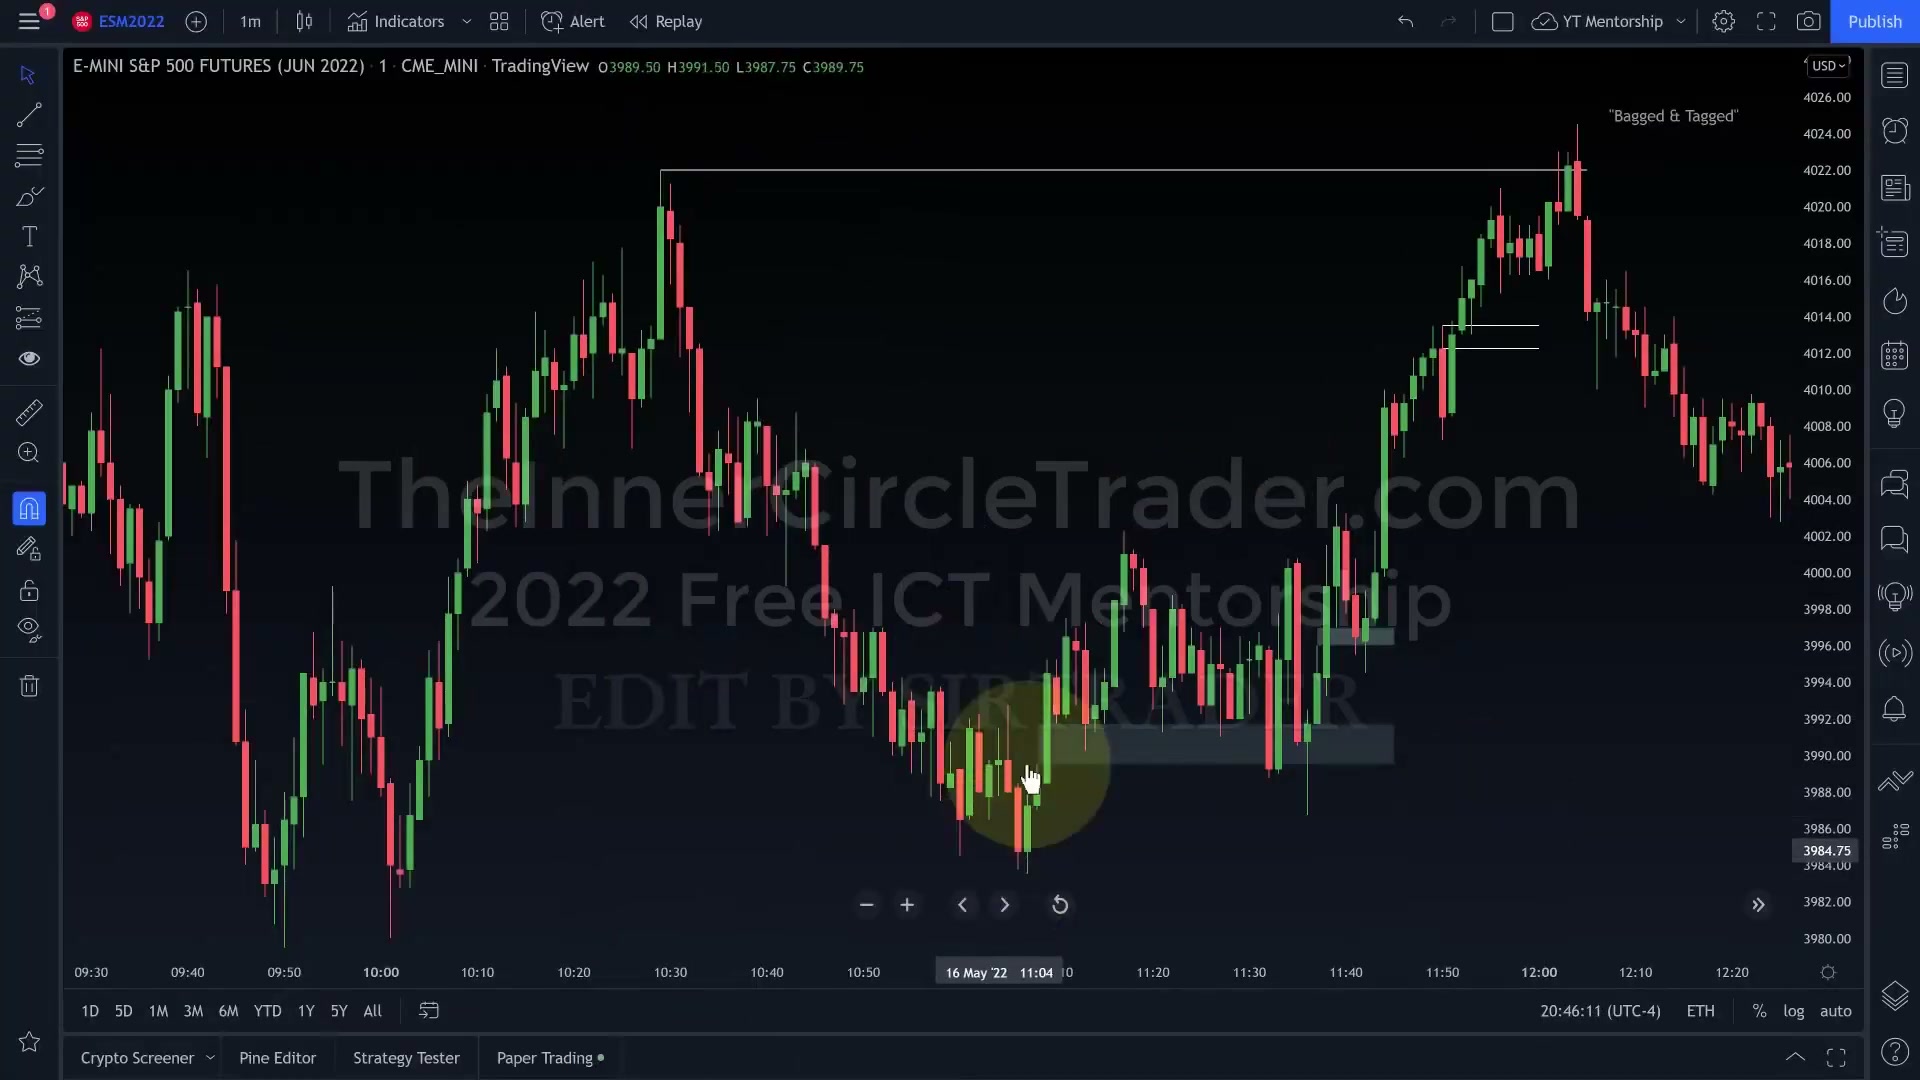 1
ESM2022
1m
Indicators
Alert
Replay
YT Mentorship
Publish
E-MINI S&P 500 FUTURES (JUN 2022) · 1 · CME_MINI · TradingView O3989.50 H3991.50 L3987.75 C3989.75
USD
"Bagged & Tagged"
4026.00
4024.00
4022.00
4020.00
4018.00
4016.00
4014.00
4012.00
4010.00
4008.00
4006.00
4004.00
4002.00
4000.00
3998.00
3996.00
3994.00
3992.00
3990.00
3988.00
3986.00
3984.75
3984.00
3982.00
3980.00
TheInnerCircleTrader.com
2022 Free ICT Mentorship
EDIT BY SIRTRADER
09:30 09:40 09:50 10:00 10:10 10:20 10:30 10:40 10:50 16 May '22 11:04 11:20 11:30 11:40 11:50 12:00 12:10 12:20
1D 5D 1M 3M 6M YTD 1Y 5Y All
20:46:11 (UTC-4) ETH % log auto
Crypto Screener Pine Editor Strategy Tester Paper Trading